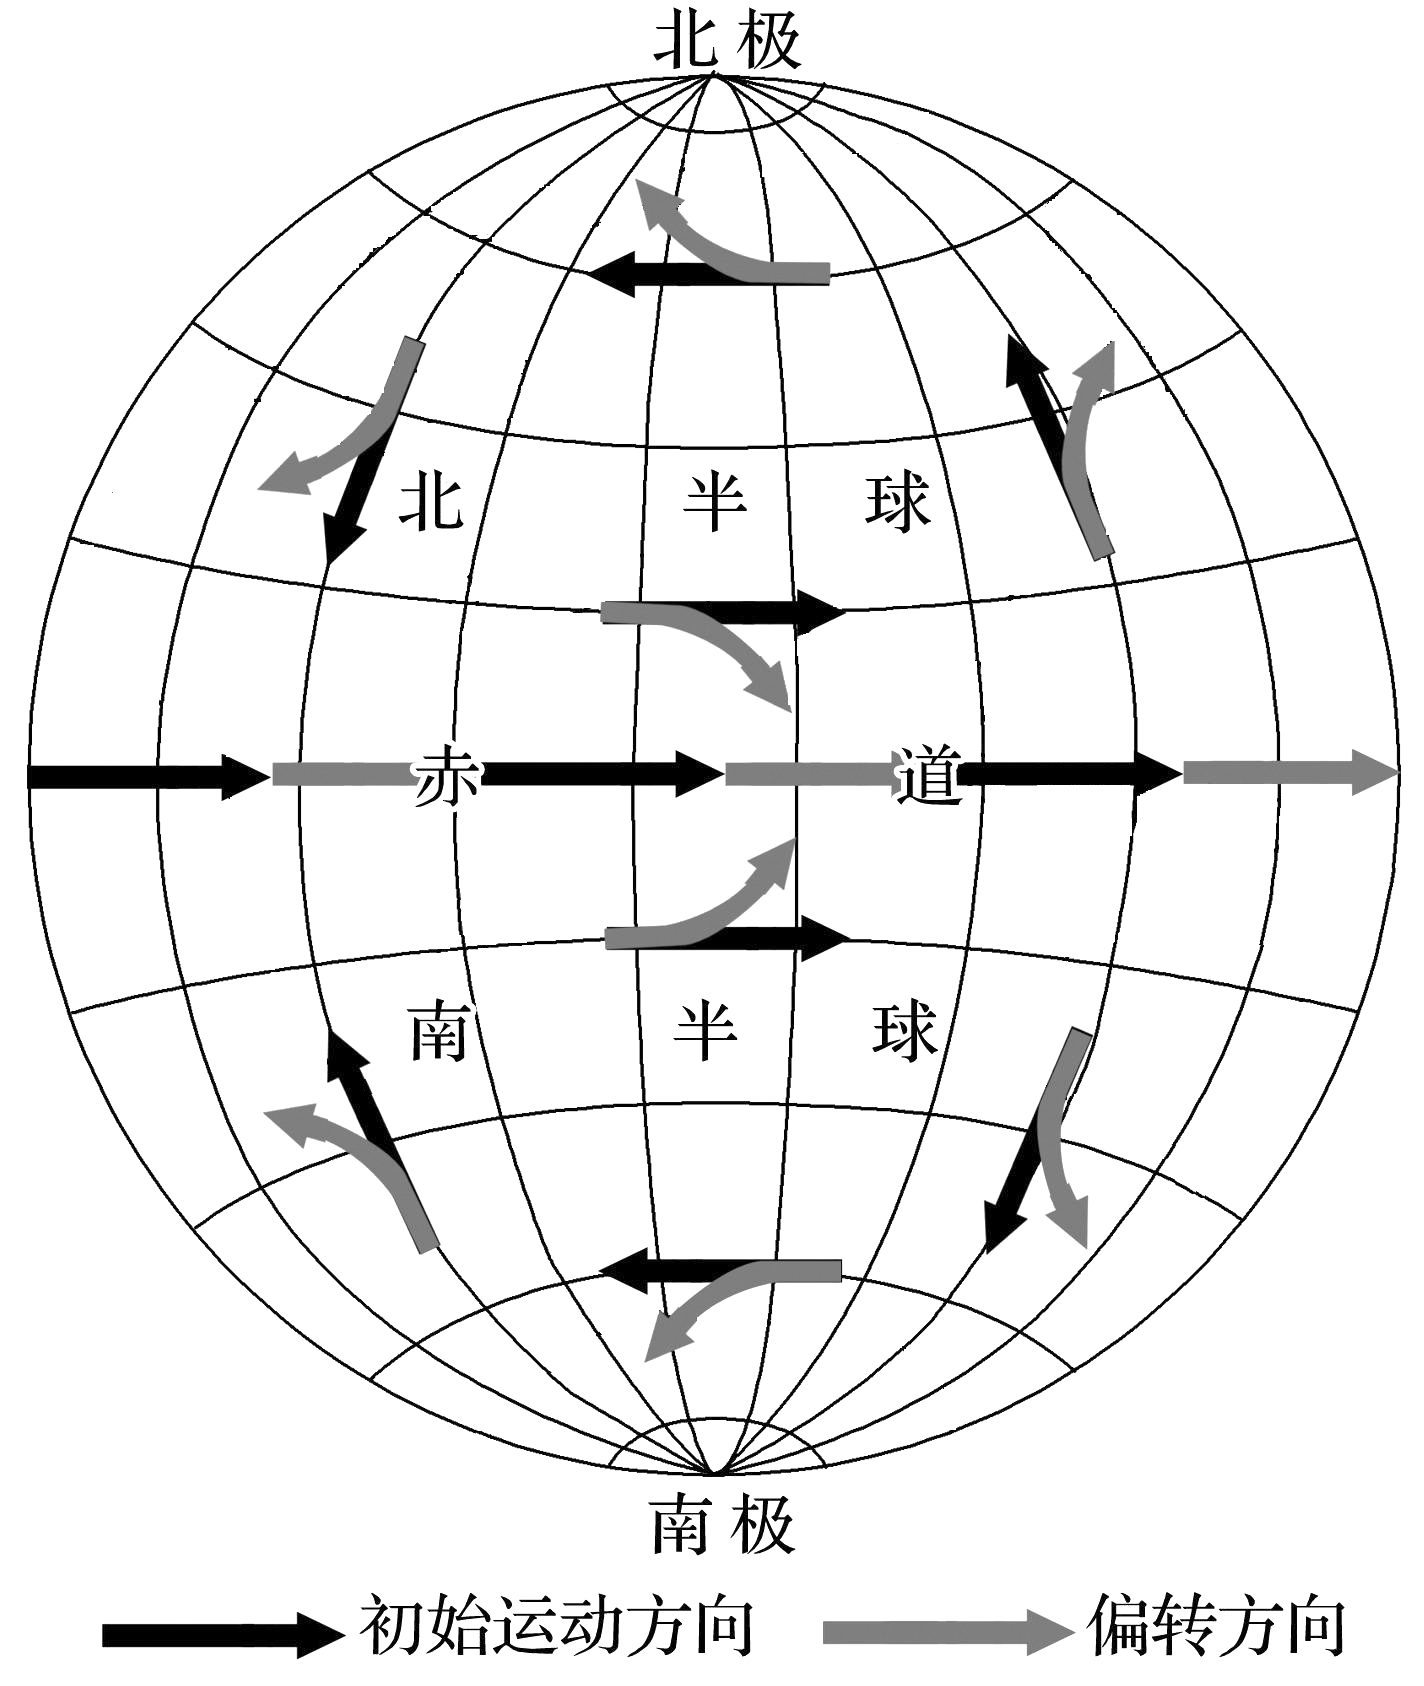 北极
北半球
赤道
南半球
南极
初始运动方向 偏转方向